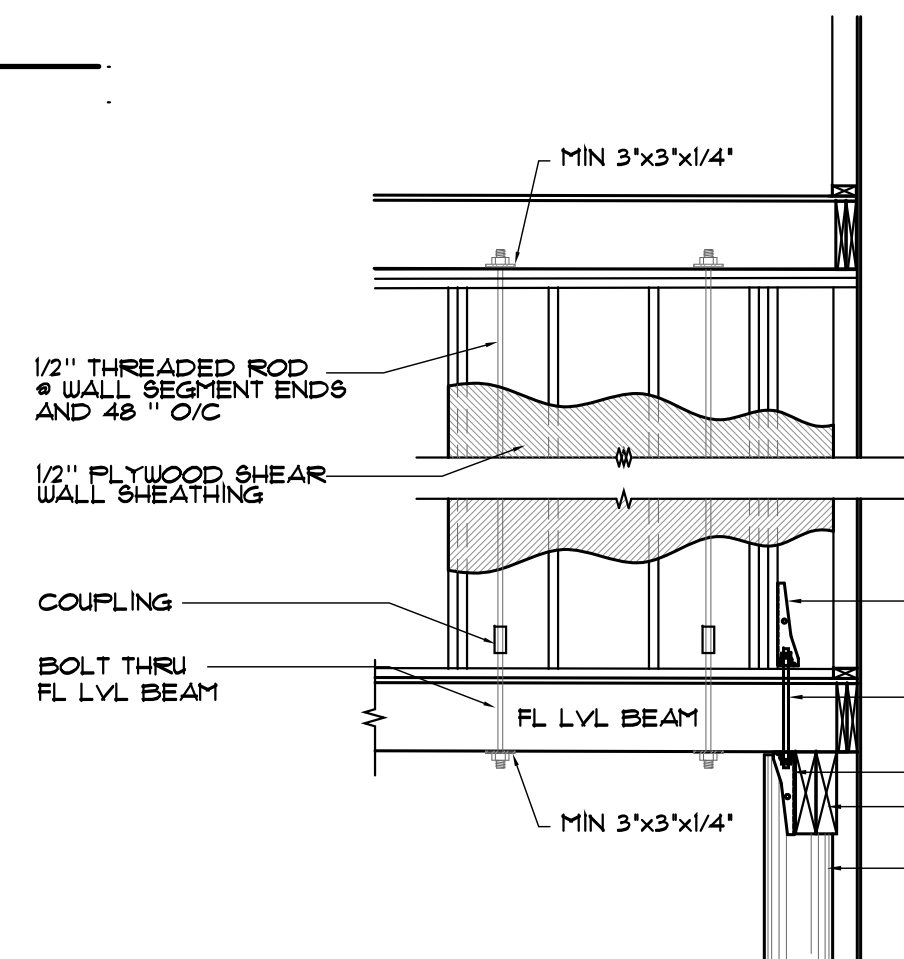 MIN 3"x3"x1/4"
1/2'' THREADED ROD
@ WALL SEGMENT ENDS
AND 48 '' O/C
1/2'' PLYWOOD SHEAR
WALL SHEATHING
COUPLING
BOLT THRU
FL LVL BEAM
FL LVL BEAM
MIN 3"x3"x1/4"